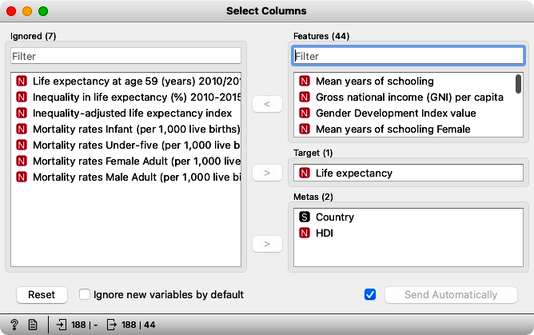 Select Columns
Ignored (7)
Filter
N Life expectancy at age 59 (years) 2010/201
N Inequality in life expectancy (%) 2010-2015
N Inequality-adjusted life expectancy index
N Mortality rates Infant (per 1,000 live births)
N Mortality rates Under-five (per 1,000 live b
N Mortality rates Female Adult (per 1,000 live
N Mortality rates Male Adult (per 1,000 live bi
<
>
>
Features (44)
Filter
N Mean years of schooling
N Gross national income (GNI) per capita
N Gender Development Index value
N Mean years of schooling Female
Target (1)
N Life expectancy
Metas (2)
S Country
N HDI
Reset
Ignore new variables by default
Send Automatically
? 188 | - 188 | 44